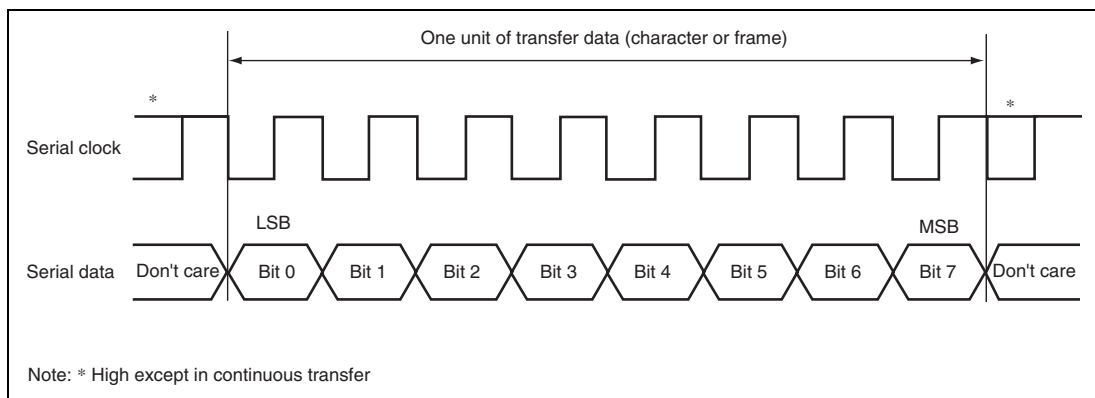 One unit of transfer data (character or frame)
* *
Serial clock
LSB MSB
Serial data Don't care Bit 0 Bit 1 Bit 2 Bit 3 Bit 4 Bit 5 Bit 6 Bit 7 Don't care
Note: * High except in continuous transfer